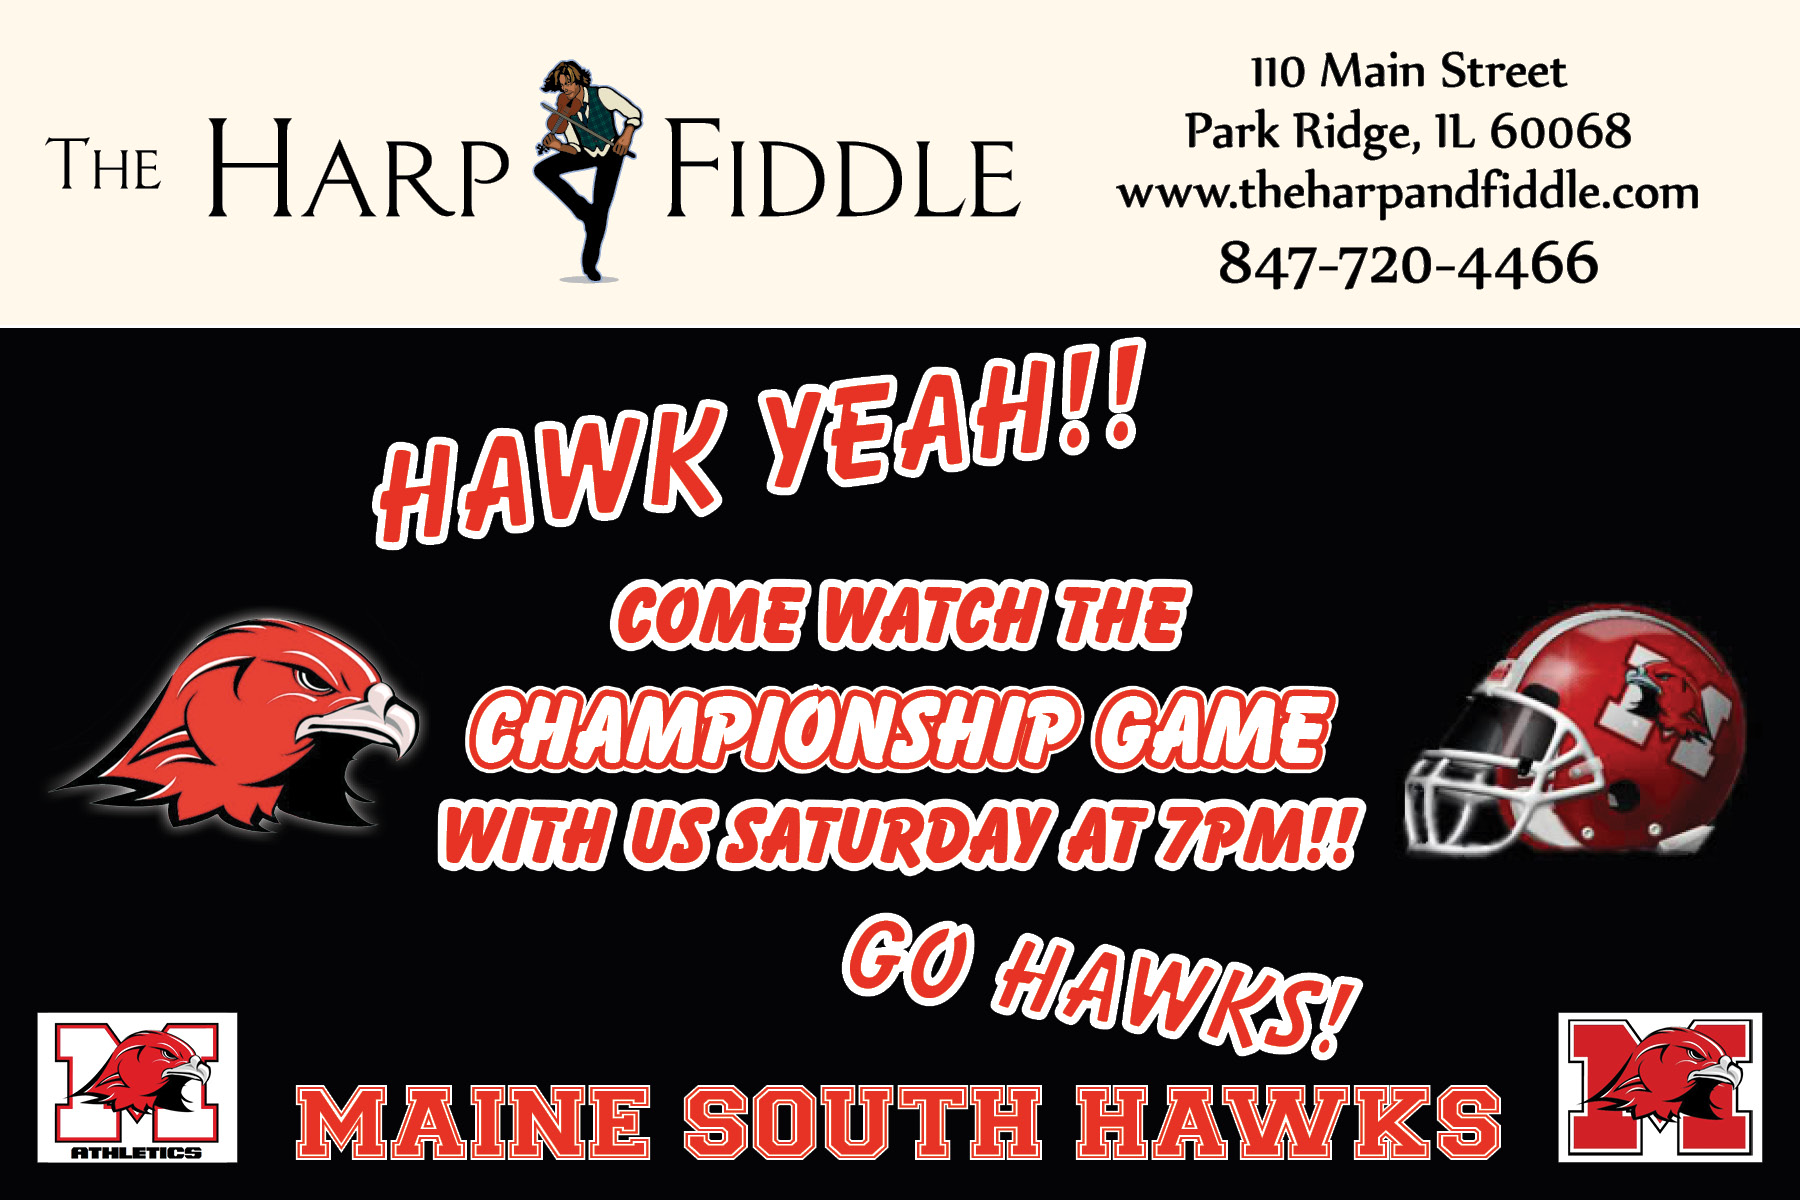 THE HARP FIDDLE
110 Main Street
Park Ridge, IL 60068
www.theharpandfiddle.com
847-720-4466
HAWK YEAH!!
COME WATCH THE
CHAMPIONSHIP GAME
WITH US SATURDAY AT 7PM!!
GO HAWKS!
M
M
ATHLETICS
MAINE SOUTH HAWKS
M